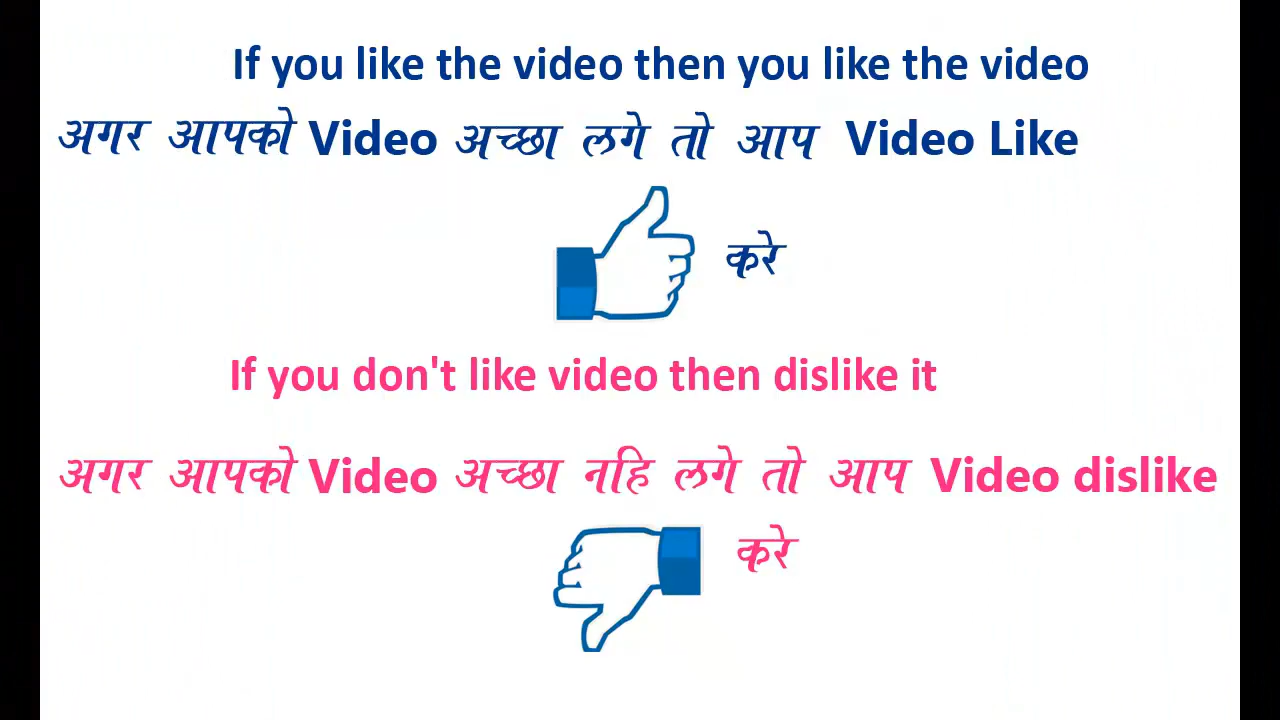 If you like the video then you like the video
अगर आपको Video अच्छा लगे तो आप Video Like
करे
If you don't like video then dislike it
अगर आपको Video अच्छा नहि लगे तो आप Video dislike
करे